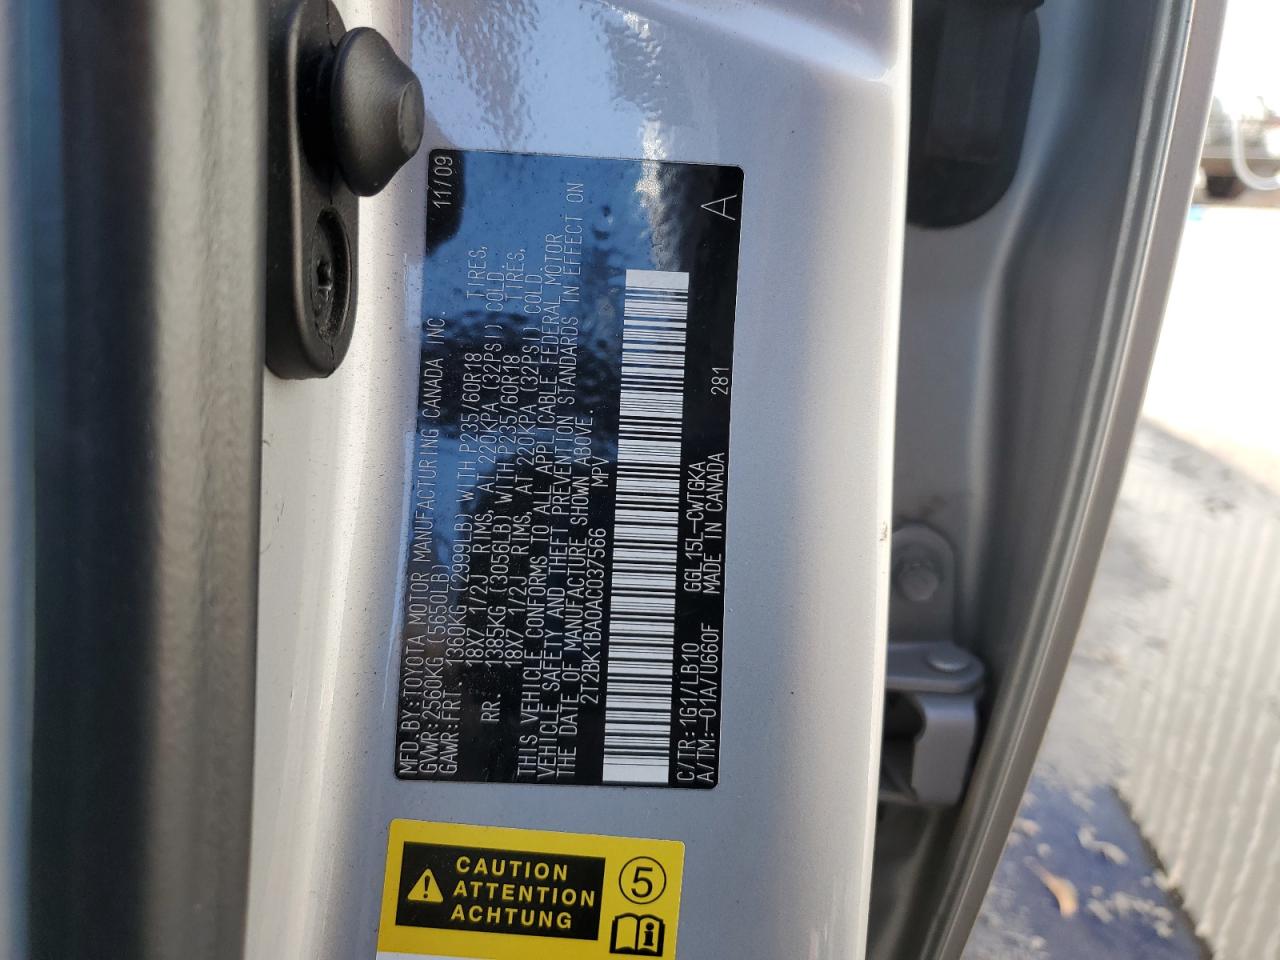 MFD.BY:TOYOTA MOTOR MANUFACTURING CANADA INC. 11/09
GVWR:2560KG (5650LB)
GAWR:FRT. 1360KG (2999LB) WITH P235/60R18 TIRES,
18X7 1/2J RIMS, AT 220KPA (32PSI) COLD.
RR. 1385KG (3056LB) WITH P235/60R18 TIRES,
18X7 1/2J RIMS, AT 220KPA (32PSI) COLD.
THIS VEHICLE CONFORMS TO ALL APPLICABLE FEDERAL MOTOR
VEHICLE SAFETY AND THEFT PREVENTION STANDARDS IN EFFECT ON
THE DATE OF MANUFACTURE SHOWN ABOVE.
2T2BK1BA0AC037566 MPV
C/TR:1G1/LB10 GGL15L-CWTGKA
A/TM:-01A/U660F MADE IN CANADA 281 A
CAUTION
ATTENTION
ACHTUNG
5
i